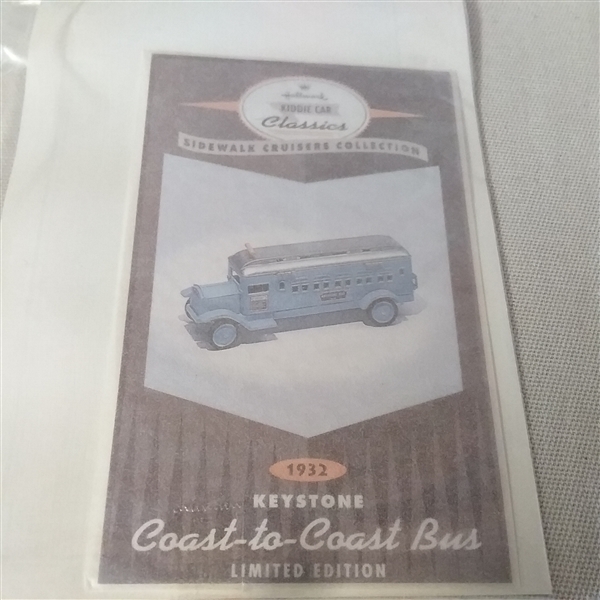 Hallmark
KIDDIE CAR
Classics
SIDEWALK CRUISERS COLLECTION
1932
KEYSTONE
Coast-to-Coast Bus
LIMITED EDITION